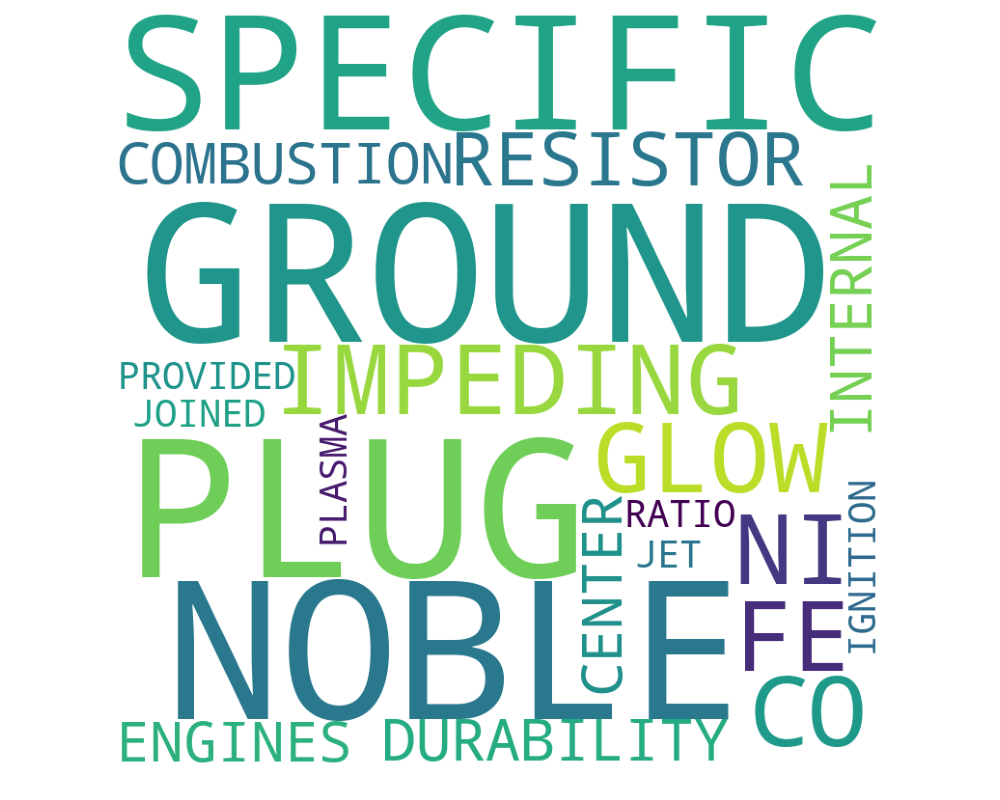 SPECIFIC
COMBUSTION
RESISTOR
INTERNAL
GROUND
IMPEDING
PROVIDED
JOINED
PLASMA
PLUG
GLOW
CENTER
RATIO
JET
NI
IGNITION
NOBLE
FE
CO
ENGINES
DURABILITY